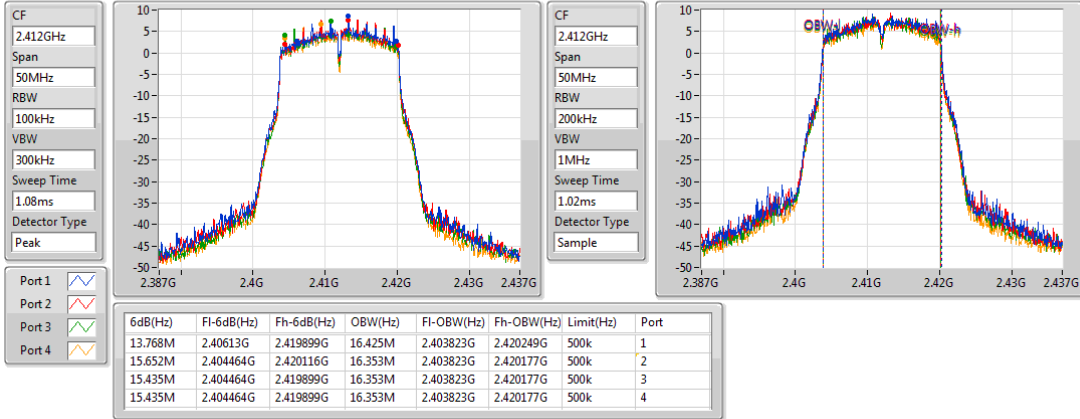 CF
2.412GHz
Span
50MHz
RBW
100kHz
VBW
300kHz
Sweep Time
1.08ms
Detector Type
Peak
10
5
0
-5
-10
-15
-20
-25
-30
-35
-40
-45
-50
2.387G 2.4G 2.41G 2.42G 2.437G
CF
2.412GHz
Span
50MHz
RBW
200kHz
VBW
1MHz
Sweep Time
1.02ms
Detector Type
Sample
10
5
0
-5
-10
-15
-20
-25
-30
-35
-40
-45
-50
2.387G 2.4G 2.41G 2.42G 2.43G 2.437G
Port 1
Port 2
Port 3
Port 4
6dB(Hz) Fl-6dB(Hz) Fh-6dB(Hz) OBW(Hz) Fl-OBW(Hz) Fh-OBW(Hz) Limit(Hz) Port
13.768M 2.40613G 2.419899G 16.425M 2.403823G 2.420249G 500k 1
15.652M 2.404464G 2.420116G 16.353M 2.403823G 2.420177G 500k 2
15.435M 2.404464G 2.419899G 16.353M 2.403823G 2.420177G 500k 3
15.435M 2.404464G 2.419899G 16.353M 2.403823G 2.420177G 500k 4